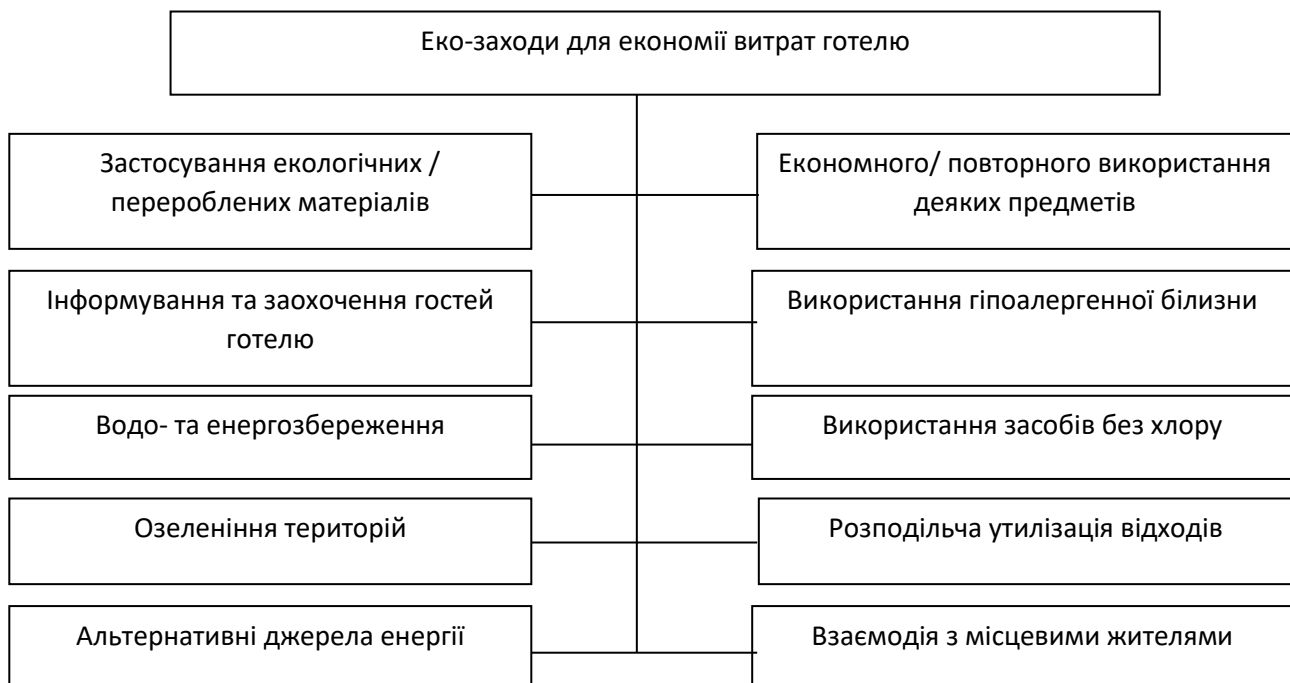 Еко-заходи для економії витрат готелю
Застосування екологічних /
перероблених матеріалів
Економного/ повторного використання
деяких предметів
Інформування та заохочення гостей
готелю
Використання гіпоалергенної білизни
Водо- та енергозбереження
Використання засобів без хлору
Озеленіння територій
Розподільча утилізація відходів
Альтернативні джерела енергії
Взаємодія з місцевими жителями